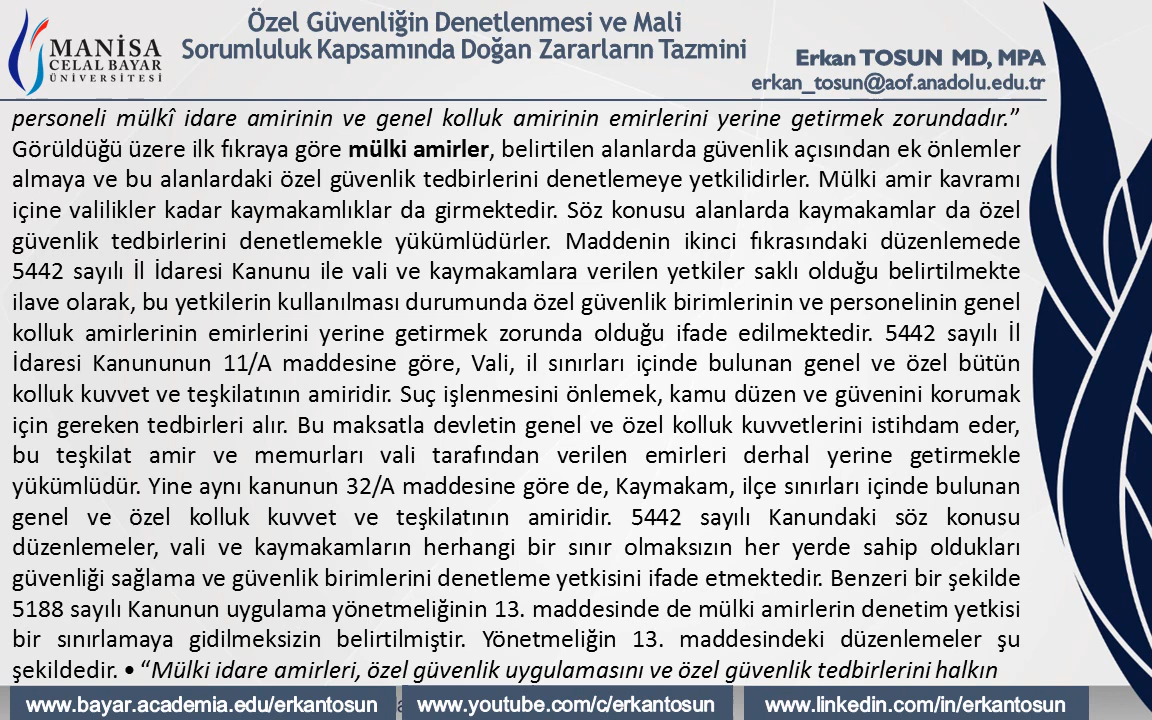 MANİSA
CELAL BAYAR
ÜNİVERSİTESİ
Özel Güvenliğin Denetlenmesi ve Mali
Sorumluluk Kapsamında Doğan Zararların Tazmini
Erkan TOSUN MD, MPA
erkan_tosun@aof.anadolu.edu.tr
personeli mülkî idare amirinin ve genel kolluk amirinin emirlerini yerine getirmek zorundadır.”
Görüldüğü üzere ilk fıkraya göre mülki amirler, belirtilen alanlarda güvenlik açısından ek önlemler
almaya ve bu alanlardaki özel güvenlik tedbirlerini denetlemeye yetkilidirler. Mülki amir kavramı
içine valilikler kadar kaymakamlıklar da girmektedir. Söz konusu alanlarda kaymakamlar da özel
güvenlik tedbirlerini denetlemekle yükümlüdürler. Maddenin ikinci fıkrasındaki düzenlemede
5442 sayılı İl İdaresi Kanunu ile vali ve kaymakamlara verilen yetkiler saklı olduğu belirtilmekte
ilave olarak, bu yetkilerin kullanılması durumunda özel güvenlik birimlerinin ve personelinin genel
kolluk amirlerinin emirlerini yerine getirmek zorunda olduğu ifade edilmektedir. 5442 sayılı İl
İdaresi Kanununun 11/A maddesine göre, Vali, il sınırları içinde bulunan genel ve özel bütün
kolluk kuvvet ve teşkilatının amiridir. Suç işlenmesini önlemek, kamu düzen ve güvenini korumak
için gereken tedbirleri alır. Bu maksatla devletin genel ve özel kolluk kuvvetlerini istihdam eder,
bu teşkilat amir ve memurları vali tarafından verilen emirleri derhal yerine getirmekle
yükümlüdür. Yine aynı kanunun 32/A maddesine göre de, Kaymakam, ilçe sınırları içinde bulunan
genel ve özel kolluk kuvvet ve teşkilatının amiridir. 5442 sayılı Kanundaki söz konusu
düzenlemeler, vali ve kaymakamların herhangi bir sınır olmaksızın her yerde sahip oldukları
güvenliği sağlama ve güvenlik birimlerini denetleme yetkisini ifade etmektedir. Benzeri bir şekilde
5188 sayılı Kanunun uygulama yönetmeliğinin 13. maddesinde de mülki amirlerin denetim yetkisi
bir sınırlamaya gidilmeksizin belirtilmiştir. Yönetmeliğin 13. maddesindeki düzenlemeler şu
şekildedir. • “Mülki idare amirleri, özel güvenlik uygulamasını ve özel güvenlik tedbirlerini halkın
www.bayar.academia.edu/erkantosun
www.youtube.com/c/erkantosun
www.linkedin.com/in/erkantosun